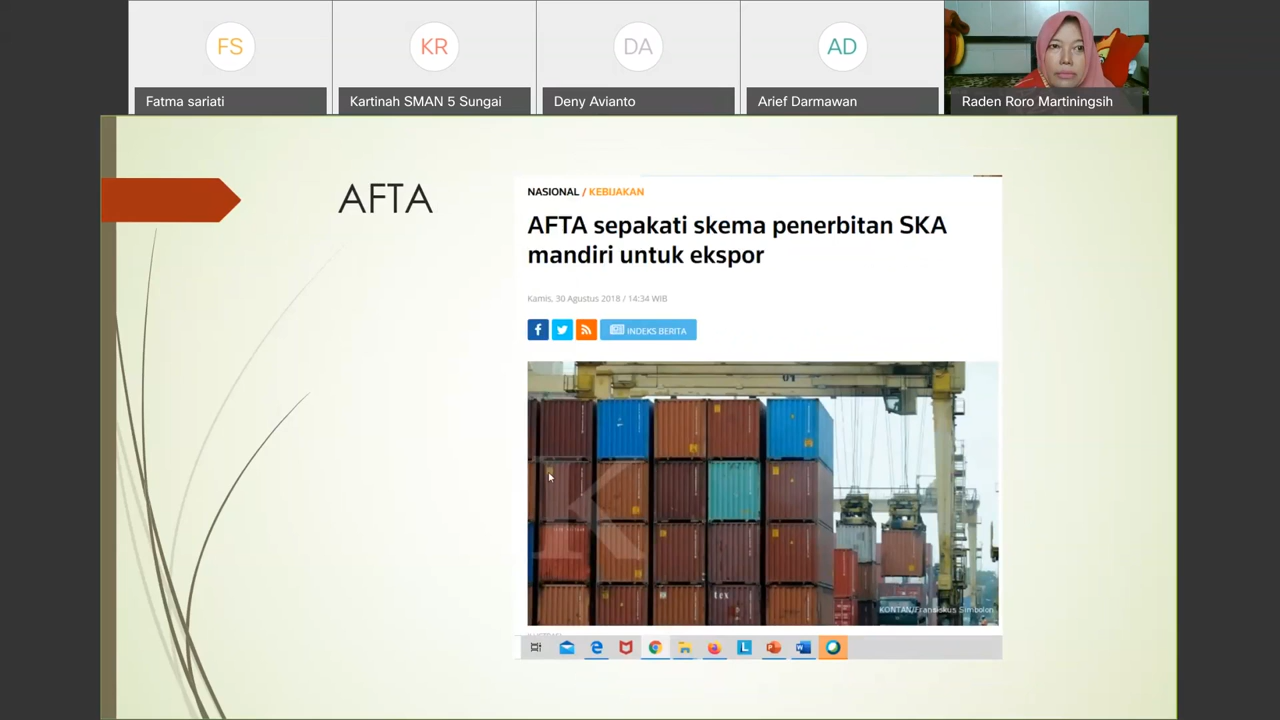 FS
KR
DA
AD
Fatma sariati
Kartinah SMAN 5 Sungai
Deny Avianto
Arief Darmawan
Raden Roro Martiningsih
AFTA
NASIONAL / KEBIJAKAN
AFTA sepakati skema penerbitan SKA
mandiri untuk ekspor
Kamis, 30 Agustus 2018 / 14:34 WIB
INDEKS BERITA
K
tex
KONTAN/Fransiskus Simbolon